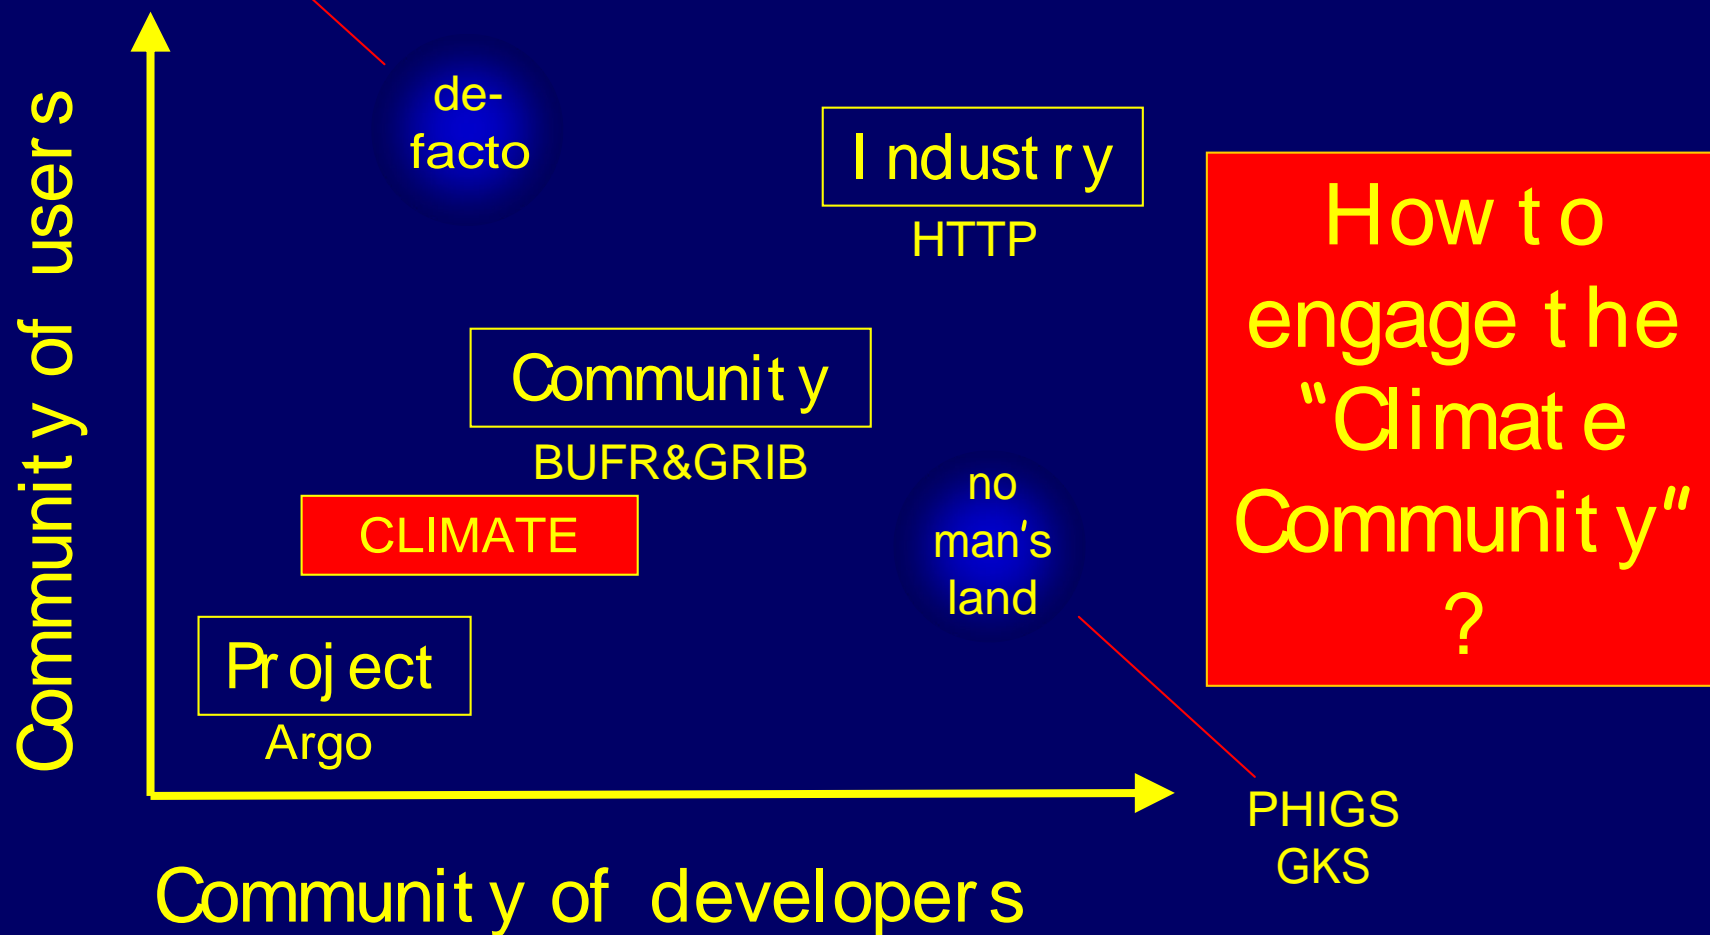 Community of users
de-
facto
Industry
HTTP
Community
BUFR&GRIB
CLIMATE
Project
Argo
no
man's
land
How to
engage the
"Climate
Community"
?
PHIGS
GKS
Community of developers